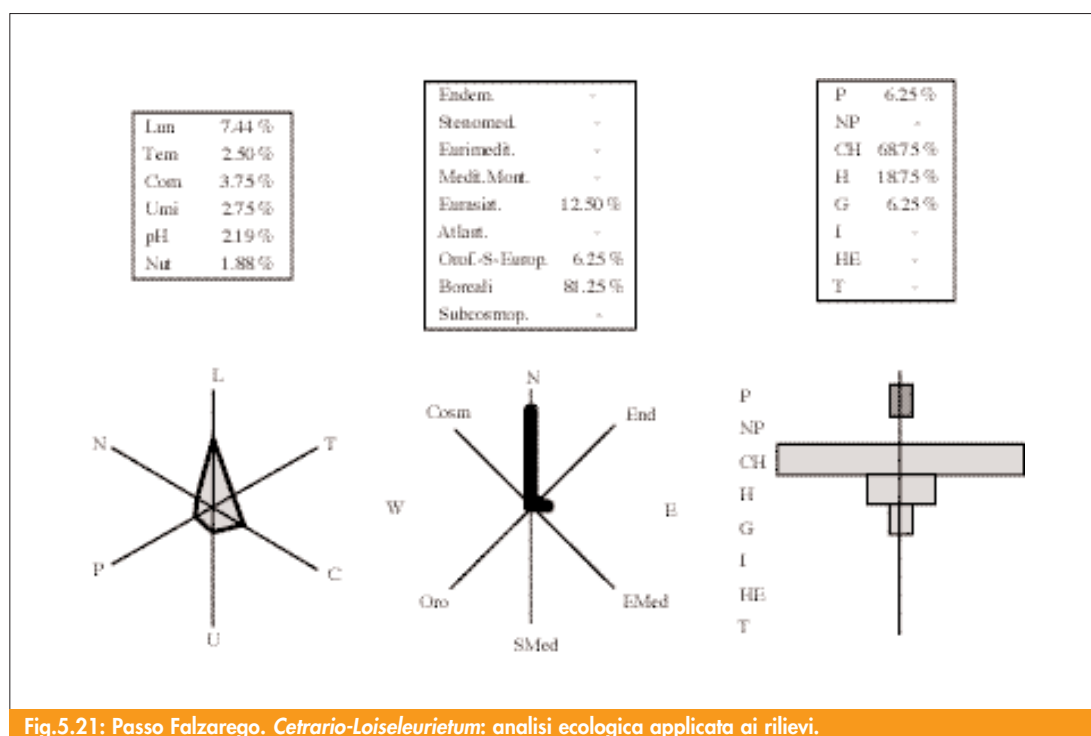 Lun 7.44 %
Tem 2.50 %
Com 3.75 %
Umi 2.75 %
pH 2.19 %
Nut 1.88 %
Endem. -
Stenomed. -
Eurimedit. -
Medit.Mont. -
Eurasiat. 12.50 %
Atlant. -
Orof.-S-Europ. 6.25 %
Boreali 81.25 %
Subcosmop. -
P 6.25 %
NP -
CH 68.75 %
H 18.75 %
G 6.25 %
I -
HE -
T -
L
N T
P C
U
N
Cosm End
W E
Oro EMed
SMed
P
NP
CH
H
G
I
HE
T
Fig.5.21: Passo Falzarego. Cetrario-Loiseleurietum: analisi ecologica applicata ai rilievi.